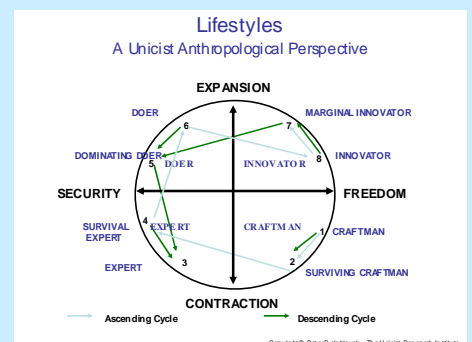 Lifestyles
A Unicist Anthropological Perspective
EXPANSION
DOER
MARGINAL INNOVATOR
6
7
DOMINATING DOER
DOER
INNOVATOR
8
INNOVATOR
5
SECURITY
FREEDOM
4
SURVIVAL
EXPERT
EXPERT
CRAFTMAN
1
CRAFTMAN
EXPERT
3
2
SURVIVING CRAFTMAN
CONTRACTION
Ascending Cycle
Descending Cycle